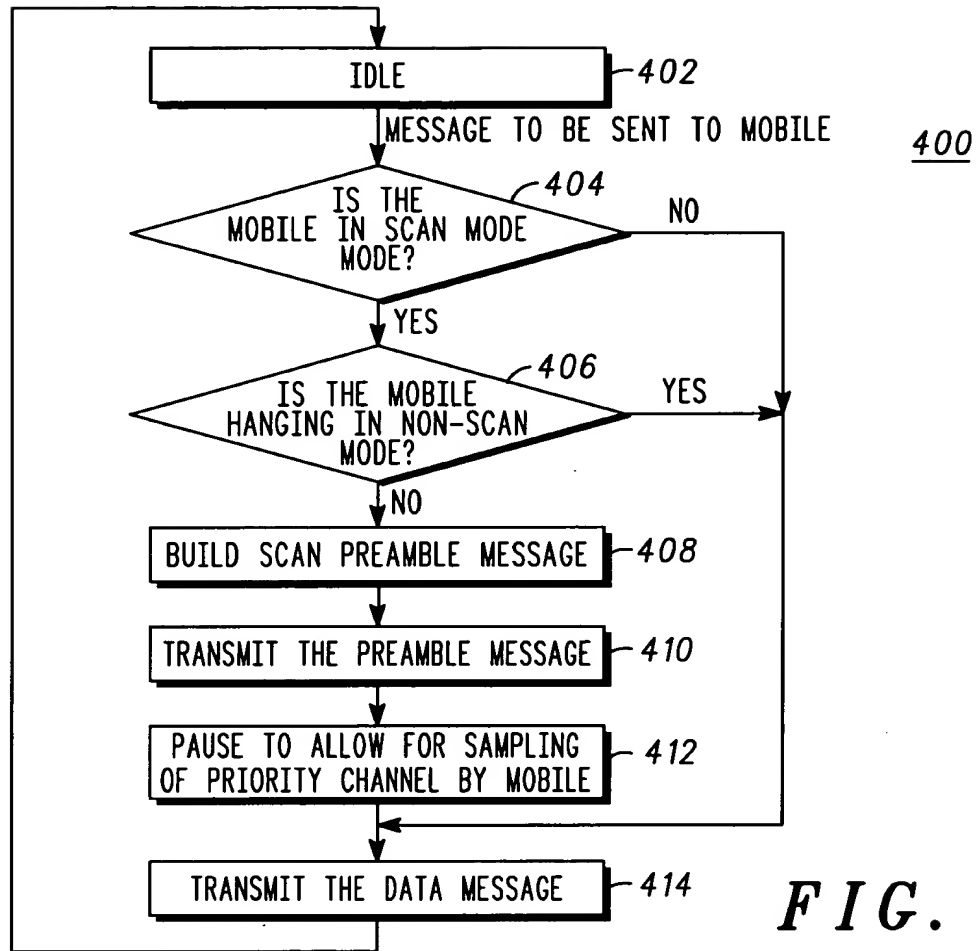 IDLE
402
MESSAGE TO BE SENT TO MOBILE
400
404
IS THE
MOBILE IN SCAN MODE
MODE?
NO
YES
406
IS THE MOBILE
HANGING IN NON-SCAN
MODE?
YES
NO
BUILD SCAN PREAMBLE MESSAGE
408
TRANSMIT THE PREAMBLE MESSAGE
410
PAUSE TO ALLOW FOR SAMPLING
OF PRIORITY CHANNEL BY MOBILE
412
TRANSMIT THE DATA MESSAGE
414
FIG.